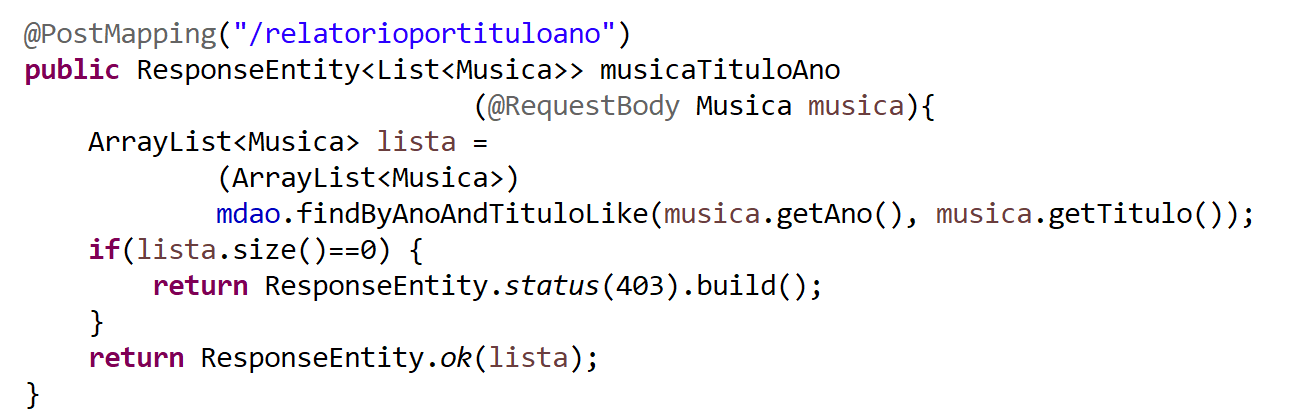 @PostMapping("/relatorioportituloano")
public ResponseEntity<List<Musica>> musicaTituloAno
(@RequestBody Musica musica){
ArrayList<Musica> lista =
(ArrayList<Musica>)
mdao.findByAnoAndTituloLike(musica.getAno(), musica.getTitulo());
if(lista.size()==0) {
return ResponseEntity.status(403).build();
}
return ResponseEntity.ok(lista);
}